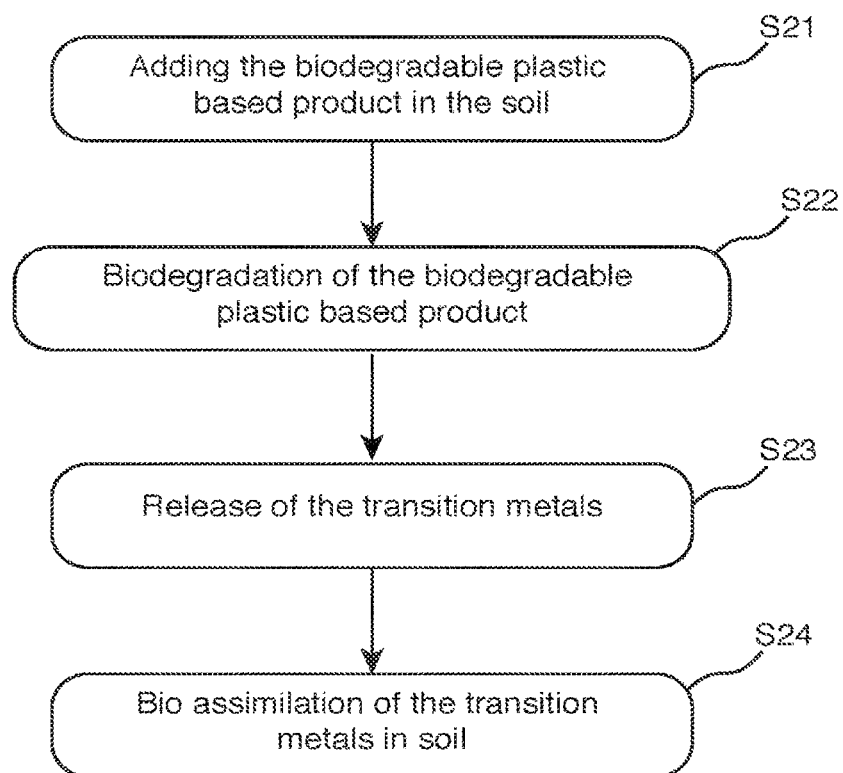 S21
Adding the biodegradable plastic
based product in the soil
S22
Biodegradation of the biodegradable
plastic based product
S23
Release of the transition metals
S24
Bio assimilation of the transition
metals in soil